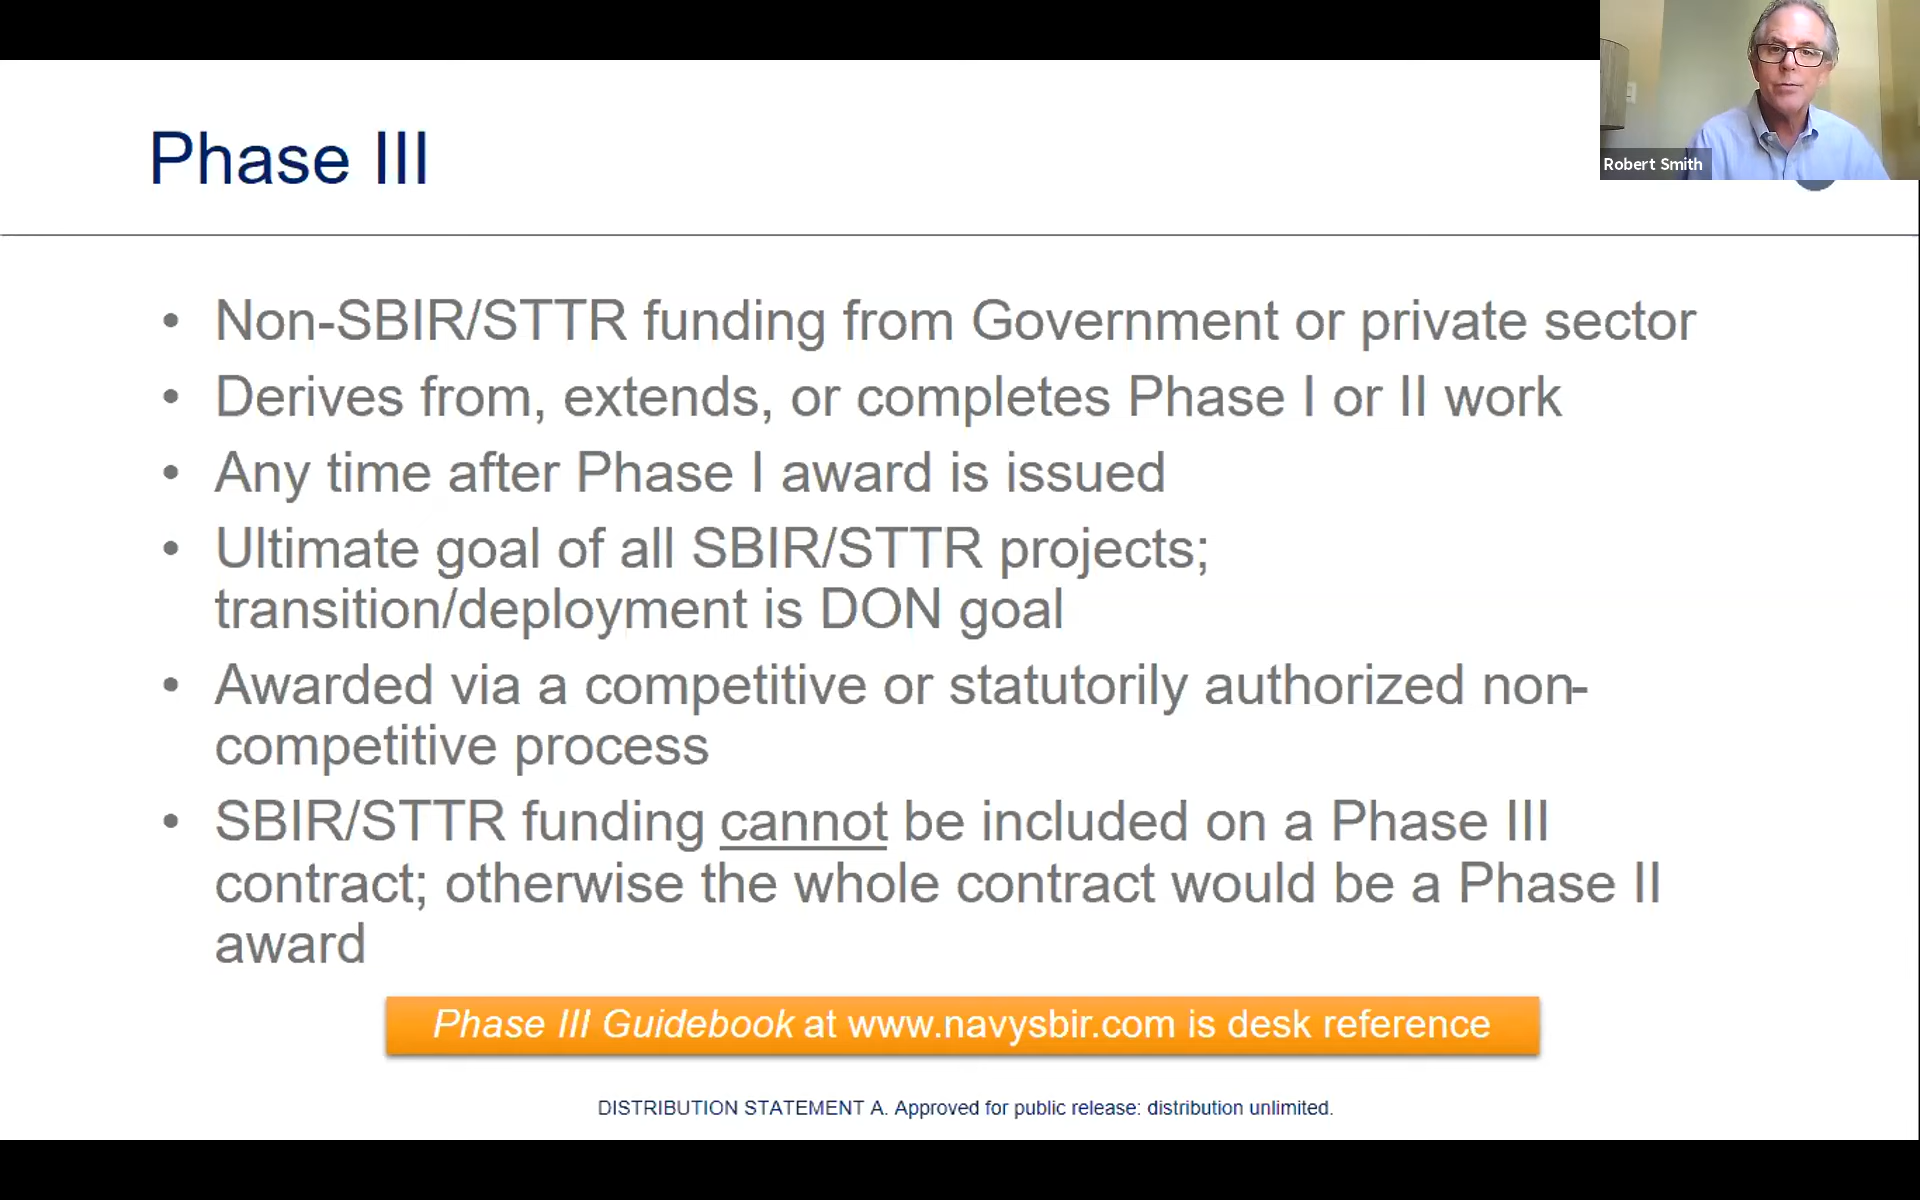 Robert Smith
Phase III
• Non-SBIR/STTR funding from Government or private sector
• Derives from, extends, or completes Phase I or II work
• Any time after Phase I award is issued
• Ultimate goal of all SBIR/STTR projects;
transition/deployment is DON goal
• Awarded via a competitive or statutorily authorized non-
competitive process
• SBIR/STTR funding cannot be included on a Phase III
contract; otherwise the whole contract would be a Phase II
award
Phase III Guidebook at www.navysbir.com is desk reference
DISTRIBUTION STATEMENT A. Approved for public release: distribution unlimited.